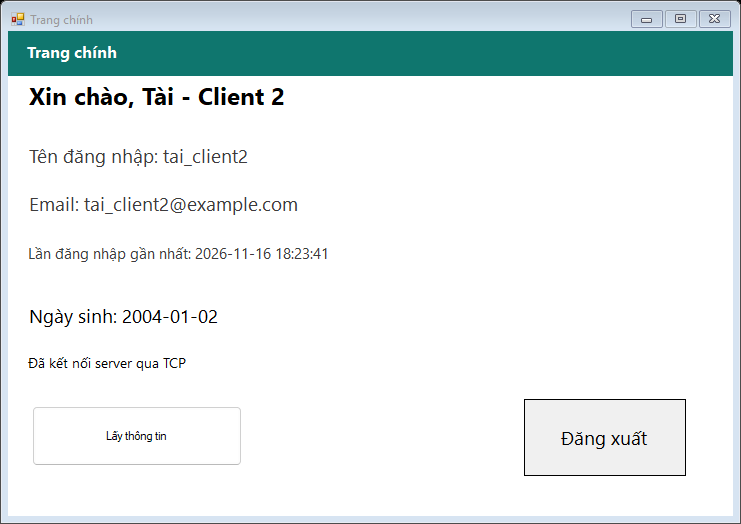 Trang chính
Trang chính
Xin chào, Tài - Client 2
Tên đăng nhập: tai_client2
Email: tai_client2@example.com
Lần đăng nhập gần nhất: 2026-11-16 18:23:41
Ngày sinh: 2004-01-02
Đã kết nối server qua TCP
Lấy thông tin
Đăng xuất